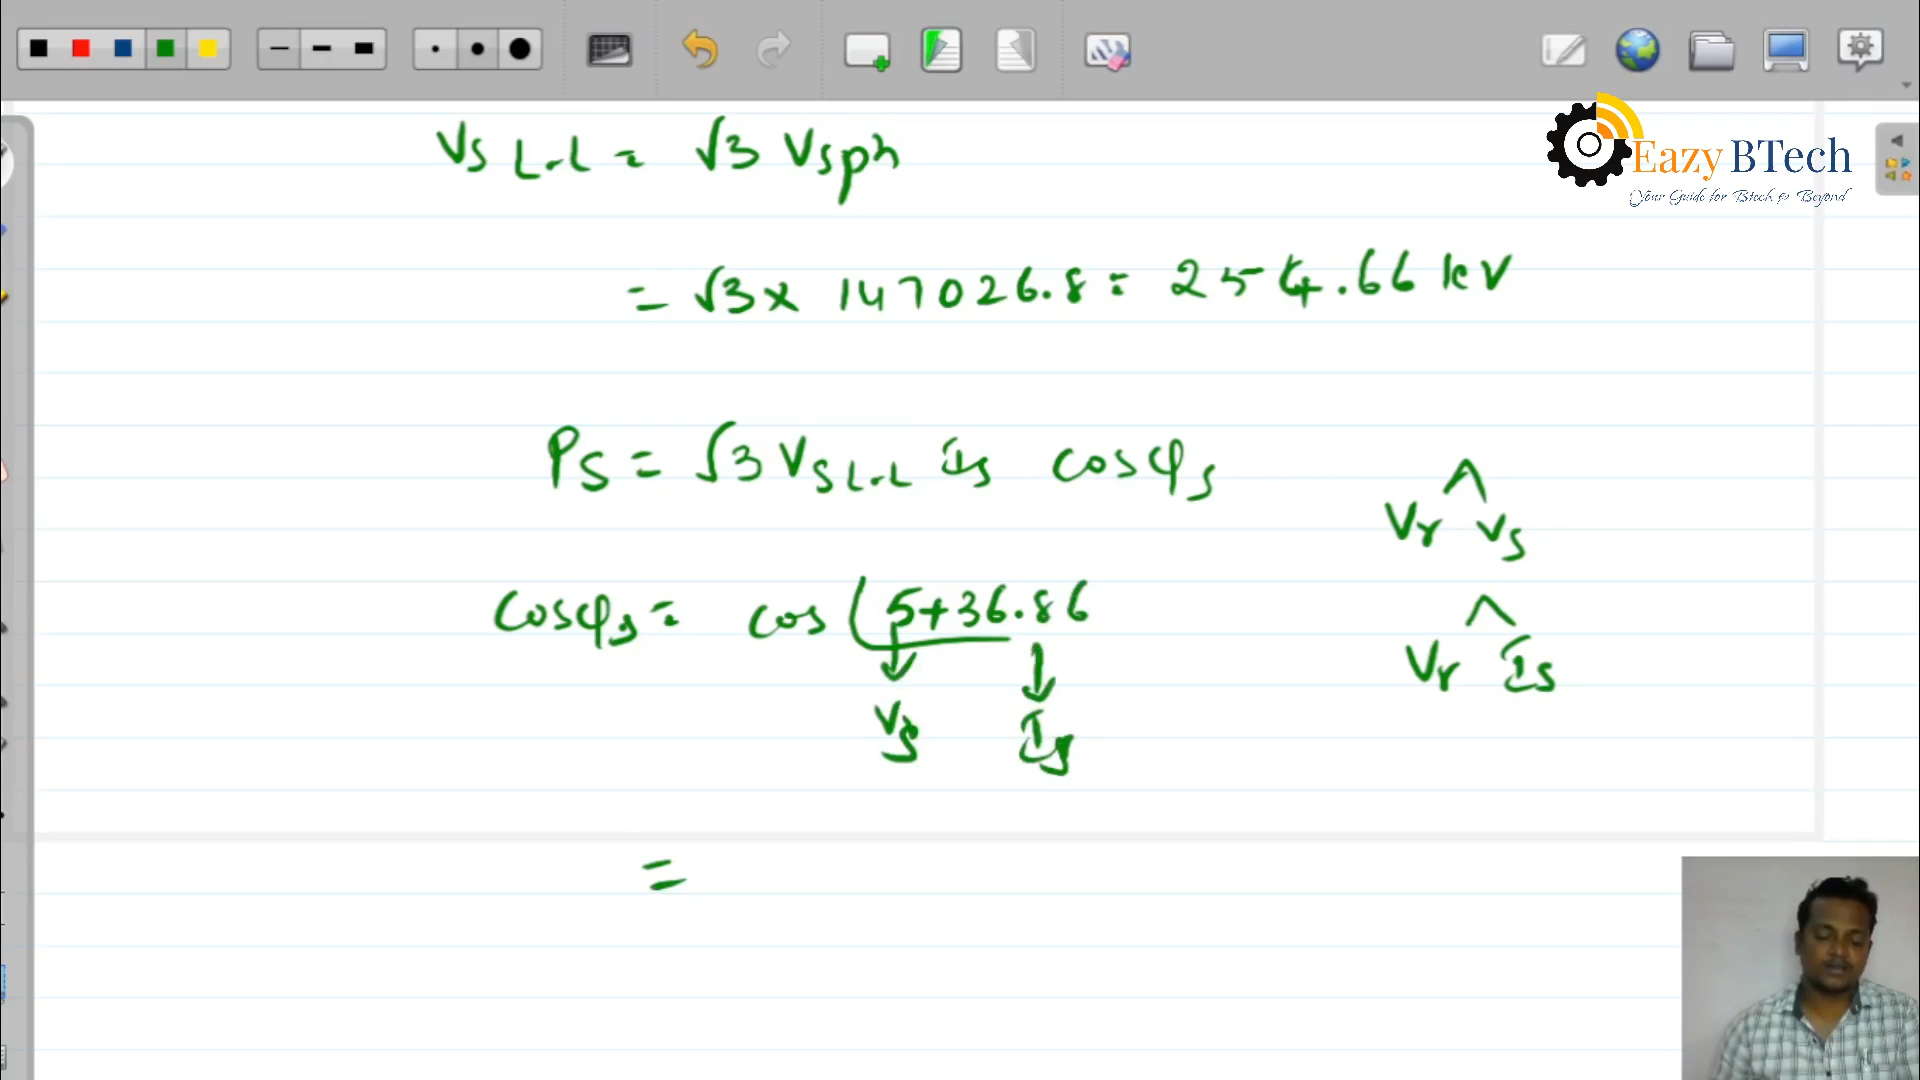 Eazy BTech
Your Guide for Btech & Beyond
Vs L-L = √3 Vsph
= √3 x 147026.8 = 254.66 kV
Ps = √3 Vs L-L Is cosφs
Vr Vs
cosφs = cos (5+36.86
Vr Is
Vs Is
=